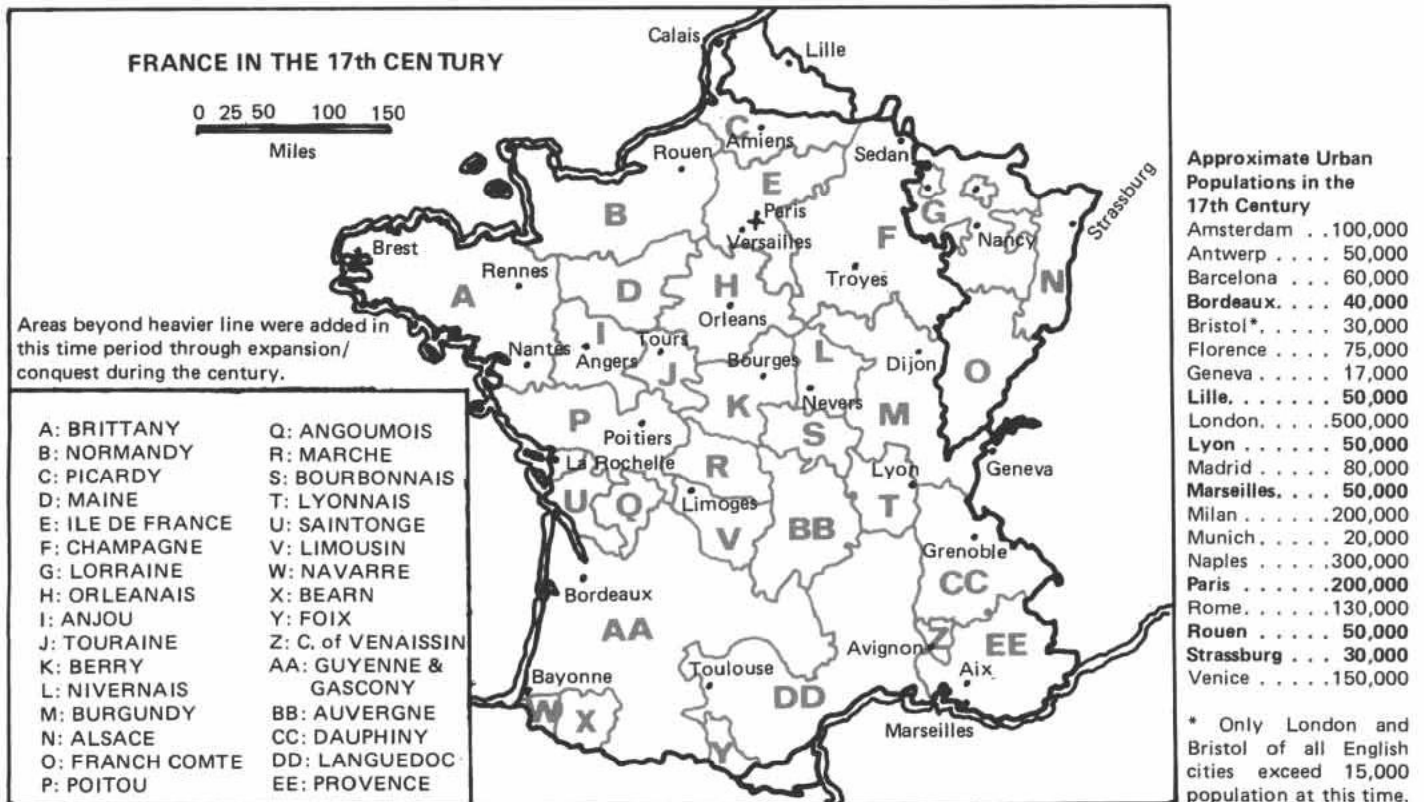 FRANCE IN THE 17th CENTURY
0 25 50 100 150
Miles
Calais
Lille
C
Amiens
Rouen
Sedan
E
B
Paris
G
Strassburg
Versailles
F
Nancy
Brest
Rennes
Troyes
N
A
D
H
Orleans
Areas beyond heavier line were added in
this time period through expansion/
conquest during the century.
I
Tours
Nantes
Angers
Bourges
L
Dijon
O
J
K
Nevers
M
P
S
Poitiers
La Rochelle
R
Lyon
Geneva
U
Q
Limoges
T
V
BB
Grenoble
Bordeaux
CC
AA
Avignon
Z
EE
Bayonne
Toulouse
Aix
W
X
DD
Y
Marseilles
A: BRITTANY
B: NORMANDY
C: PICARDY
D: MAINE
E: ILE DE FRANCE
F: CHAMPAGNE
G: LORRAINE
H: ORLEANAIS
I: ANJOU
J: TOURAINE
K: BERRY
L: NIVERNAIS
M: BURGUNDY
N: ALSACE
O: FRANCH COMTE
P: POITOU
Q: ANGOUMOIS
R: MARCHE
S: BOURBONNAIS
T: LYONNAIS
U: SAINTONGE
V: LIMOUSIN
W: NAVARRE
X: BEARN
Y: FOIX
Z: C. of VENAISSIN
AA: GUYENNE &
GASCONY
BB: AUVERGNE
CC: DAUPHINY
DD: LANGUEDOC
EE: PROVENCE
Approximate Urban
Populations in the
17th Century
Amsterdam . .100,000
Antwerp . . . . 50,000
Barcelona . . . 60,000
Bordeaux. . . . 40,000
Bristol*. . . . . 30,000
Florence . . . . 75,000
Geneva . . . . . 17,000
Lille. . . . . . . 50,000
London. . . . .500,000
Lyon . . . . . . 50,000
Madrid . . . . . 80,000
Marseilles. . . . 50,000
Milan . . . . . .200,000
Munich . . . . . 20,000
Naples . . . . .300,000
Paris . . . . . .200,000
Rome. . . . . .130,000
Rouen . . . . . 50,000
Strassburg . . . 30,000
Venice . . . . .150,000
* Only London and
Bristol of all English
cities exceed 15,000
population at this time.